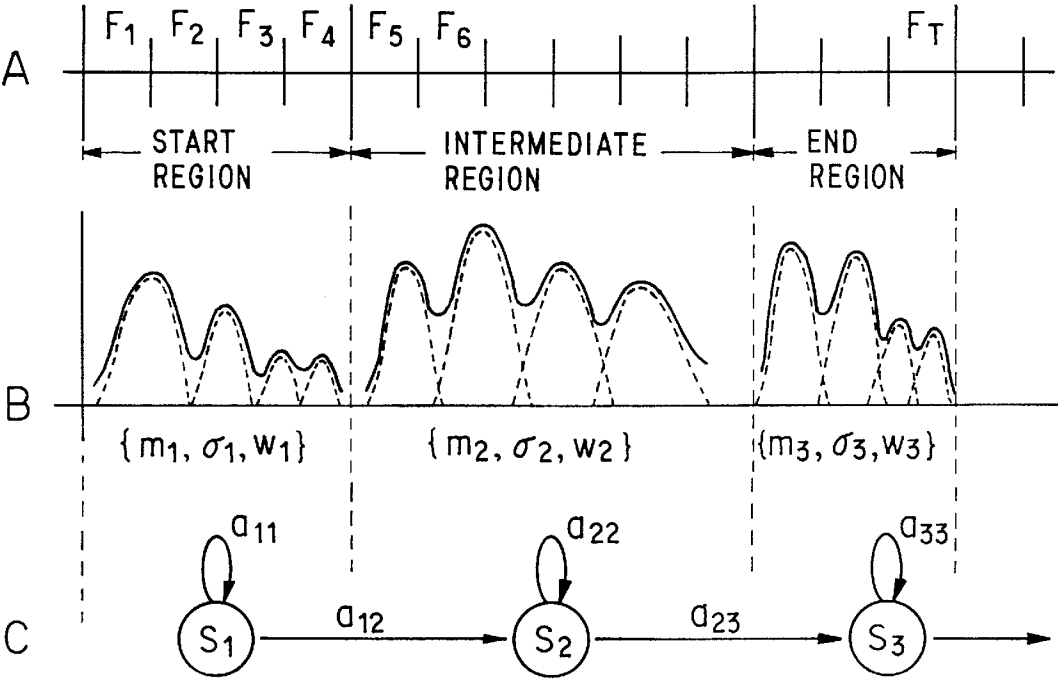 F1 F2 F3 F4 F5 F6 FT
A
START REGION
INTERMEDIATE REGION
END REGION
B
{m1, σ1, w1} {m2, σ2, w2} {m3, σ3, w3}
a11 a22 a33
a12 a23
C S1 S2 S3